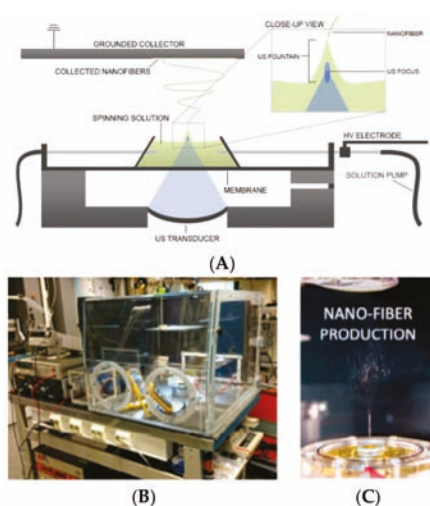 GROUNDED COLLECTOR
COLLECTED NANOFIBERS
CLOSE-UP VIEW
NANOFIBER
US FOUNTAIN
US FOCUS
SPINNING SOLUTION
HV ELECTRODE
MEMBRANE
SOLUTION PUMP
US TRANSDUCER
(A)
NANO-FIBER
PRODUCTION
(B)
(C)